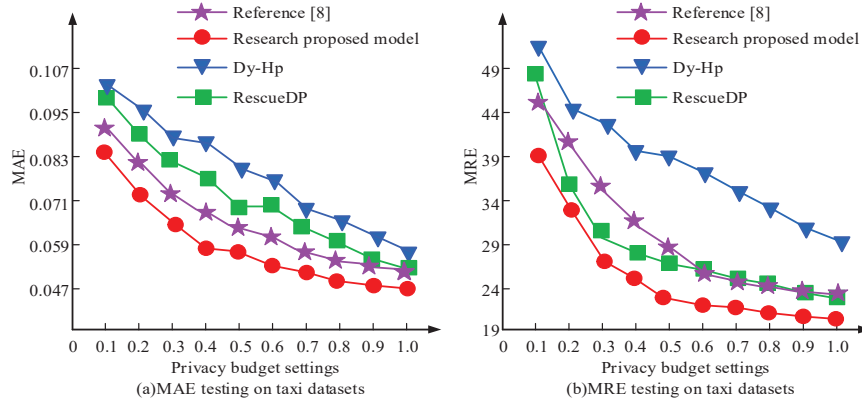 Reference [8]
Research proposed model
Dy-Hp
RescueDP
MAE
0.107
0.095
0.083
0.071
0.059
0.047
0 0.1 0.2 0.3 0.4 0.5 0.6 0.7 0.8 0.9 1.0
Privacy budget settings
(a)MAE testing on taxi datasets
Reference [8]
Research proposed model
Dy-Hp
RescueDP
MRE
49
44
39
34
29
24
19
0 0.1 0.2 0.3 0.4 0.5 0.6 0.7 0.8 0.9 1.0
Privacy budget settings
(b)MRE testing on taxi datasets